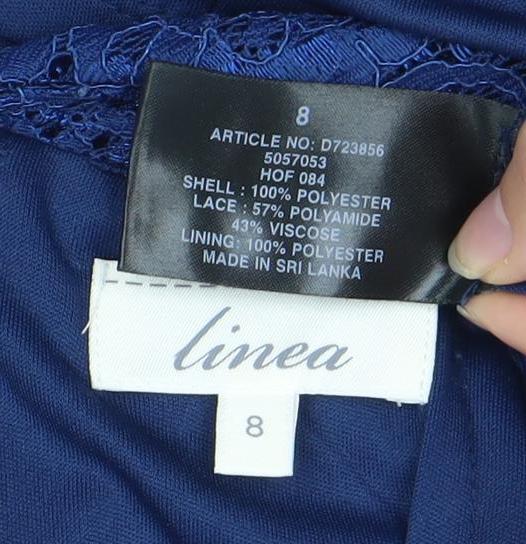 8
ARTICLE NO: D723856
5057053
HOF 084
SHELL : 100% POLYESTER
LACE : 57% POLYAMIDE
43% VISCOSE
LINING: 100% POLYESTER
MADE IN SRI LANKA
linea
8